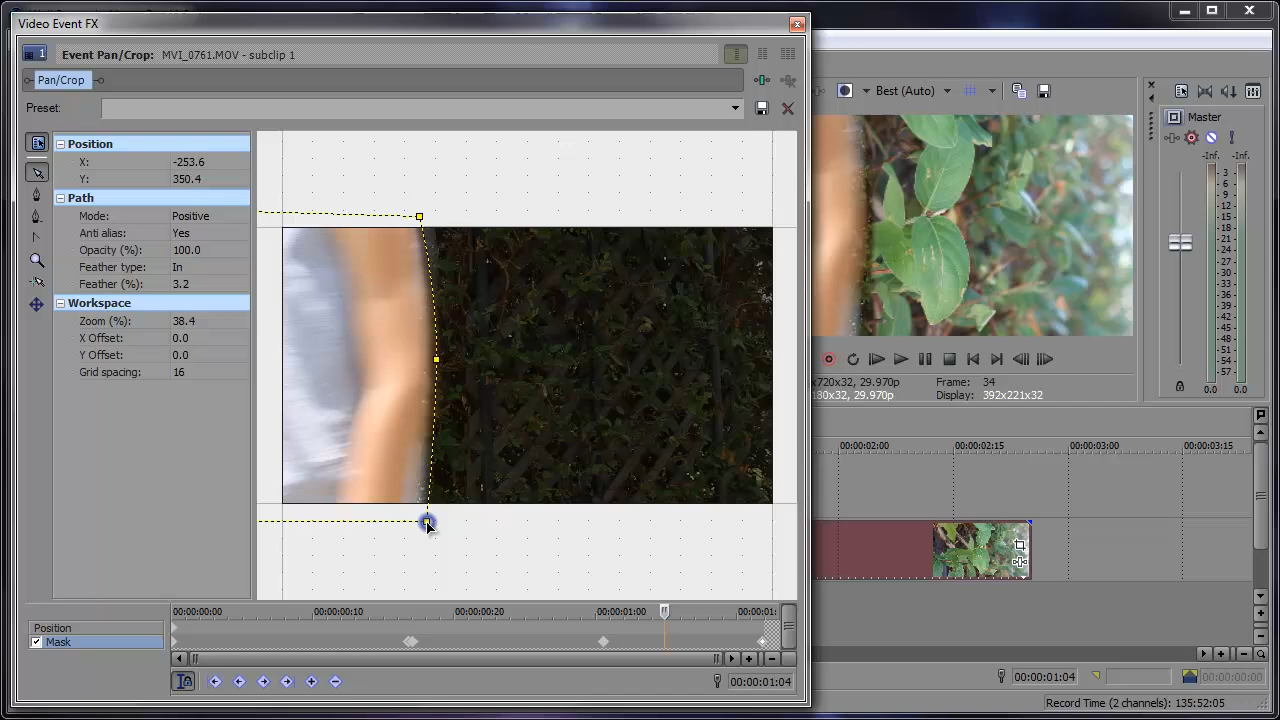 Video Event FX
1 Event Pan/Crop: MVI_0761.MOV - subclip 1
Pan/Crop
Preset:
Position
X: -253.6
Y: 350.4
Path
Mode: Positive
Anti alias: Yes
Opacity (%): 100.0
Feather type: In
Feather (%): 3.2
Workspace
Zoom (%): 38.4
X Offset: 0.0
Y Offset: 0.0
Grid spacing: 16
00:00:00:00 00:00:00:10 00:00:00:20 00:00:01:00 00:00:01:
Position
Mask
00:00:01:04
Best (Auto)
x720x32, 29.970p Frame: 34
180x32, 29.970p Display: 392x221x32
Master
-Inf. -Inf.
3
6
9
12
15
18
21
24
27
30
33
36
39
42
45
48
51
54
57
0.0 0.0
00:00:02:00 00:00:02:15 00:00:03:00 00:00:03:15
00:00:01:04 00:00:00:00
Record Time (2 channels): 135:52:05